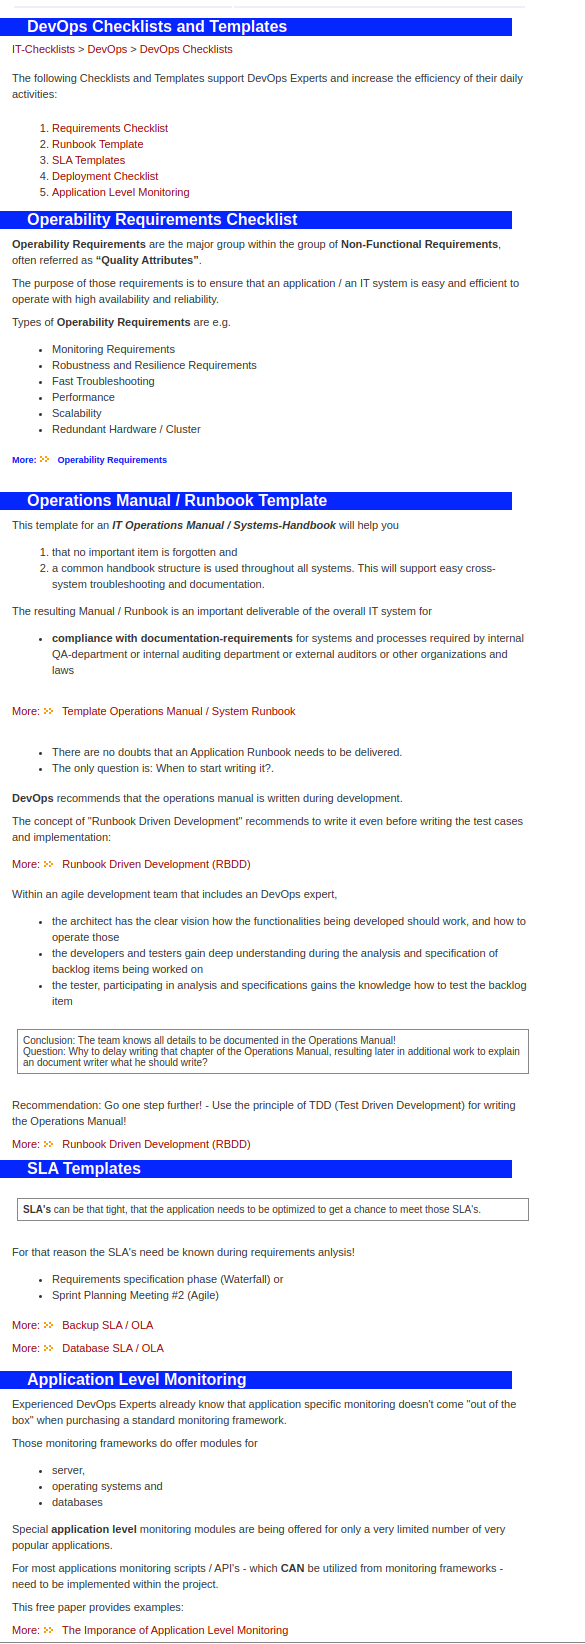 DevOps Checklists and Templates
IT-Checklists > DevOps > DevOps Checklists
The following Checklists and Templates support DevOps Experts and increase the efficiency of their daily
activities:
1. Requirements Checklist
2. Runbook Template
3. SLA Templates
4. Deployment Checklist
5. Application Level Monitoring
Operability Requirements Checklist
Operability Requirements are the major group within the group of Non-Functional Requirements,
often referred as “Quality Attributes”.
The purpose of those requirements is to ensure that an application / an IT system is easy and efficient to
operate with high availability and reliability.
Types of Operability Requirements are e.g.
• Monitoring Requirements
• Robustness and Resilience Requirements
• Fast Troubleshooting
• Performance
• Scalability
• Redundant Hardware / Cluster
More: Operability Requirements
Operations Manual / Runbook Template
This template for an IT Operations Manual / Systems-Handbook will help you
1. that no important item is forgotten and
2. a common handbook structure is used throughout all systems. This will support easy cross-
system troubleshooting and documentation.
The resulting Manual / Runbook is an important deliverable of the overall IT system for
• compliance with documentation-requirements for systems and processes required by internal
QA-department or internal auditing department or external auditors or other organizations and
laws
More: Template Operations Manual / System Runbook
• There are no doubts that an Application Runbook needs to be delivered.
• The only question is: When to start writing it?.
DevOps recommends that the operations manual is written during development.
The concept of "Runbook Driven Development" recommends to write it even before writing the test cases
and implementation:
More: Runbook Driven Development (RBDD)
Within an agile development team that includes an DevOps expert,
• the architect has the clear vision how the functionalities being developed should work, and how to
operate those
• the developers and testers gain deep understanding during the analysis and specification of
backlog items being worked on
• the tester, participating in analysis and specifications gains the knowledge how to test the backlog
item
Conclusion: The team knows all details to be documented in the Operations Manual!
Question: Why to delay writing that chapter of the Operations Manual, resulting later in additional work to explain
an document writer what he should write?
Recommendation: Go one step further! - Use the principle of TDD (Test Driven Development) for writing
the Operations Manual!
More: Runbook Driven Development (RBDD)
SLA Templates
SLA's can be that tight, that the application needs to be optimized to get a chance to meet those SLA's.
For that reason the SLA's need be known during requirements anlysis!
• Requirements specification phase (Waterfall) or
• Sprint Planning Meeting #2 (Agile)
More: Backup SLA / OLA
More: Database SLA / OLA
Application Level Monitoring
Experienced DevOps Experts already know that application specific monitoring doesn't come "out of the
box" when purchasing a standard monitoring framework.
Those monitoring frameworks do offer modules for
• server,
• operating systems and
• databases
Special application level monitoring modules are being offered for only a very limited number of very
popular applications.
For most applications monitoring scripts / API's - which CAN be utilized from monitoring frameworks -
need to be implemented within the project.
This free paper provides examples:
More: The Imporance of Application Level Monitoring